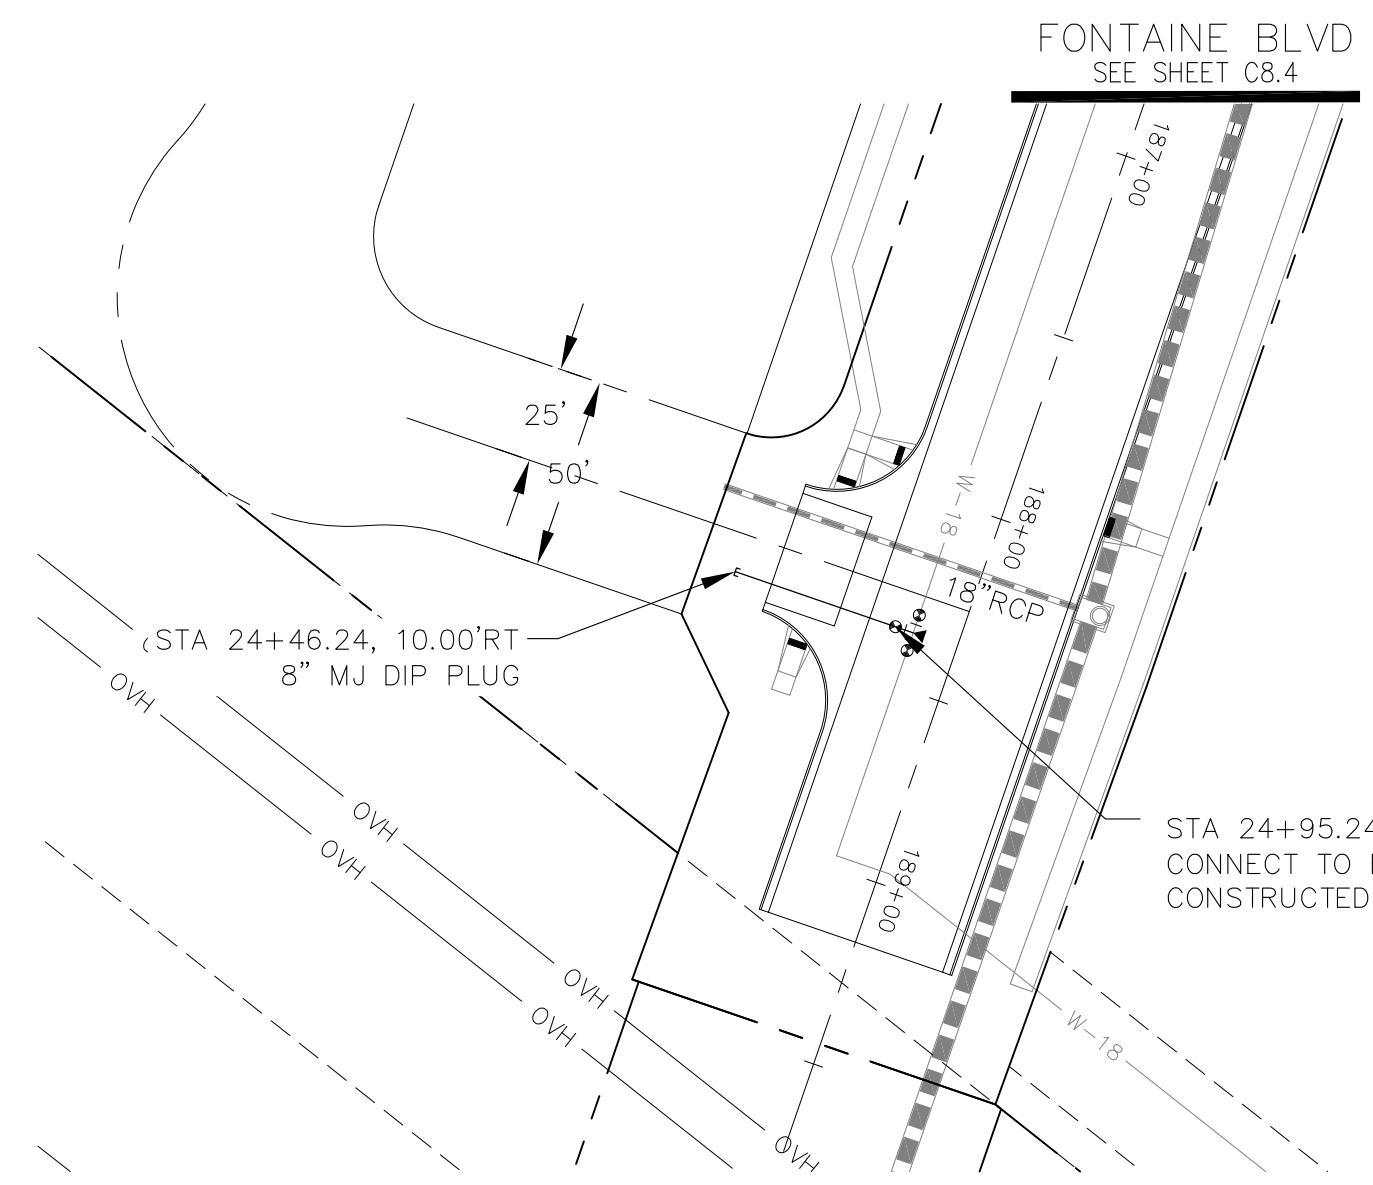 FONTAINE BLVD
SEE SHEET C8.4
187+00
25'
50'
W-18
188+00
18"RCP
STA 24+46.24, 10.00'RT
8" MJ DIP PLUG
OVH
OVH
OVH
STA 24+95.24
CONNECT TO
CONSTRUCTED
189+00
OVH
OVH
W-18
OVH